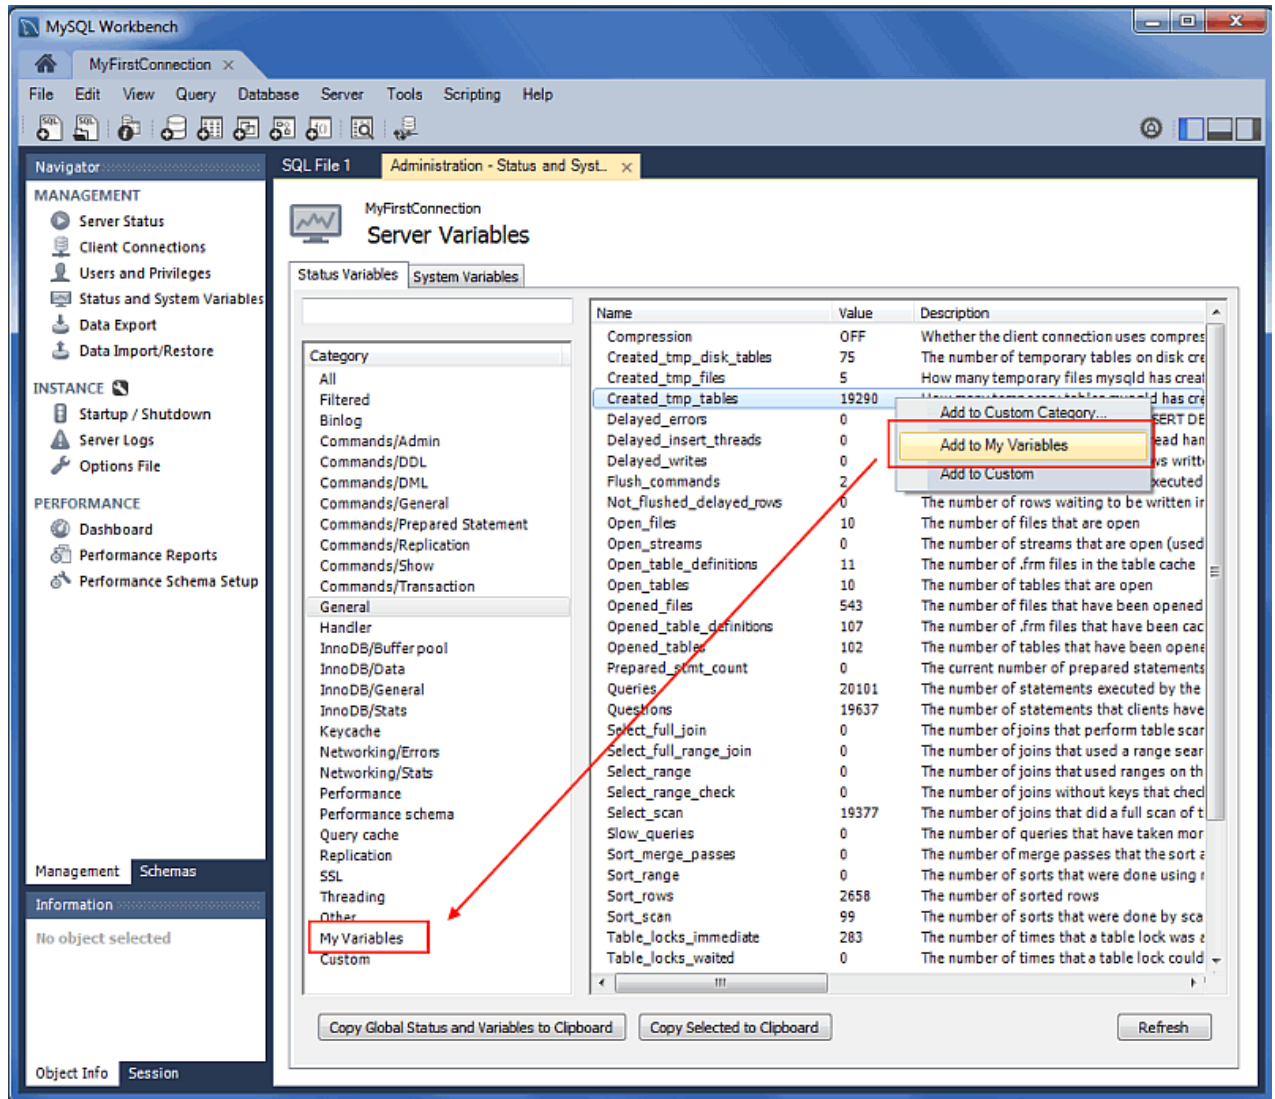 MySQL Workbench
MyFirstConnection
File Edit View Query Database Server Tools Scripting Help
Navigator
MANAGEMENT
Server Status
Client Connections
Users and Privileges
Status and System Variables
Data Export
Data Import/Restore
INSTANCE
Startup / Shutdown
Server Logs
Options File
PERFORMANCE
Dashboard
Performance Reports
Performance Schema Setup
Management Schemas
Information
No object selected
Object Info Session
SQL File 1 Administration - Status and Syst..
MyFirstConnection
Server Variables
Status Variables System Variables
Category
All
Filtered
Binlog
Commands/Admin
Commands/DDL
Commands/DML
Commands/General
Commands/Prepared Statement
Commands/Replication
Commands/Show
Commands/Transaction
General
Handler
InnoDB/Buffer pool
InnoDB/Data
InnoDB/General
InnoDB/Stats
Keycache
Networking/Errors
Networking/Stats
Performance
Performance schema
Query cache
Replication
SSL
Threading
Other
My Variables
Custom
Name Value Description
Compression OFF Whether the client connection uses compres
Created_tmp_disk_tables 75 The number of temporary tables on disk cre
Created_tmp_files 5 How many temporary files mysqld has creat
Created_tmp_tables 19290 How many temporary tables mysqld has cre
Delayed_errors 0 SERT DE
Delayed_insert_threads 0 ead han
Delayed_writes 0 ws writt
Flush_commands 2 xecuted
Not_flushed_delayed_rows 0 The number of rows waiting to be written in
Open_files 10 The number of files that are open
Open_streams 0 The number of streams that are open (used
Open_table_definitions 11 The number of .frm files in the table cache
Open_tables 10 The number of tables that are open
Opened_files 543 The number of files that have been opened
Opened_table_definitions 107 The number of .frm files that have been cac
Opened_tables 102 The number of tables that have been opene
Prepared_stmt_count 0 The current number of prepared statements
Queries 20101 The number of statements executed by the
Questions 19637 The number of statements that clients have
Select_full_join 0 The number of joins that perform table scar
Select_full_range_join 0 The number of joins that used a range sear
Select_range 0 The number of joins that used ranges on th
Select_range_check 0 The number of joins without keys that check
Select_scan 19377 The number of joins that did a full scan of t
Slow_queries 0 The number of queries that have taken mor
Sort_merge_passes 0 The number of merge passes that the sort a
Sort_range 0 The number of sorts that were done using r
Sort_rows 2658 The number of sorted rows
Sort_scan 99 The number of sorts that were done by sca
Table_locks_immediate 283 The number of times that a table lock was a
Table_locks_waited 0 The number of times that a table lock could
Add to Custom Category...
Add to My Variables
Add to Custom
Copy Global Status and Variables to Clipboard Copy Selected to Clipboard Refresh